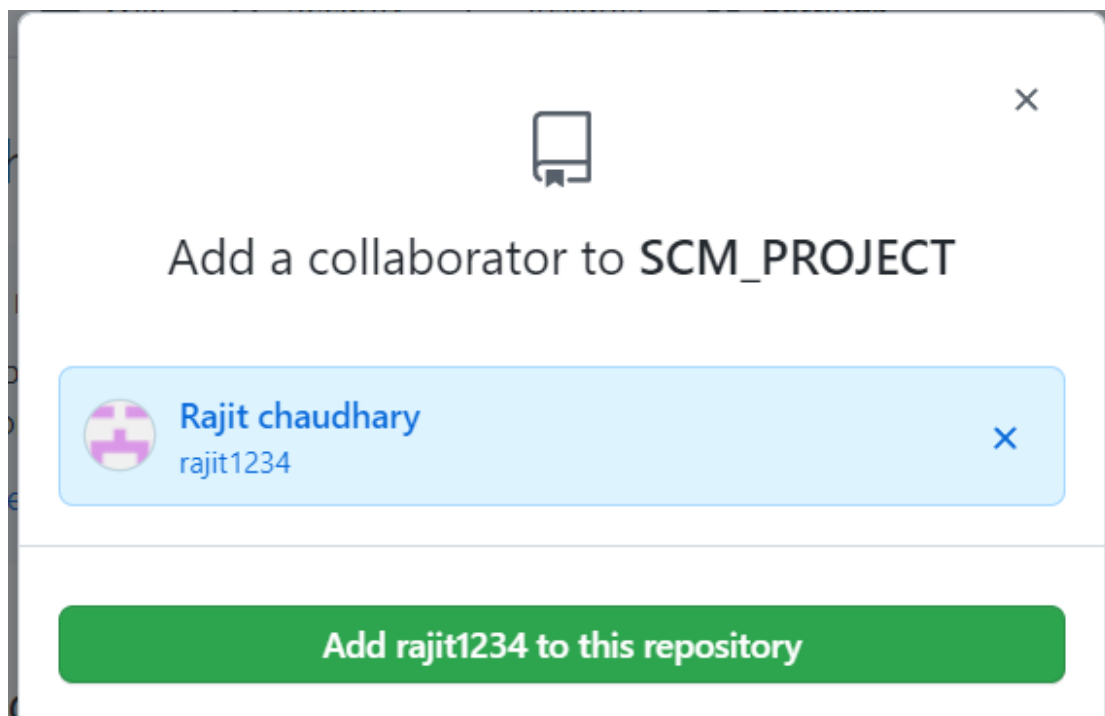 Add a collaborator to SCM_PROJECT
Rajit chaudhary
rajit1234
Add rajit1234 to this repository